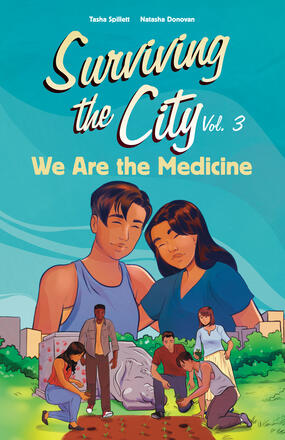 Tasha Spillett Natasha Donovan
Surviving
the City Vol. 3
We Are the Medicine